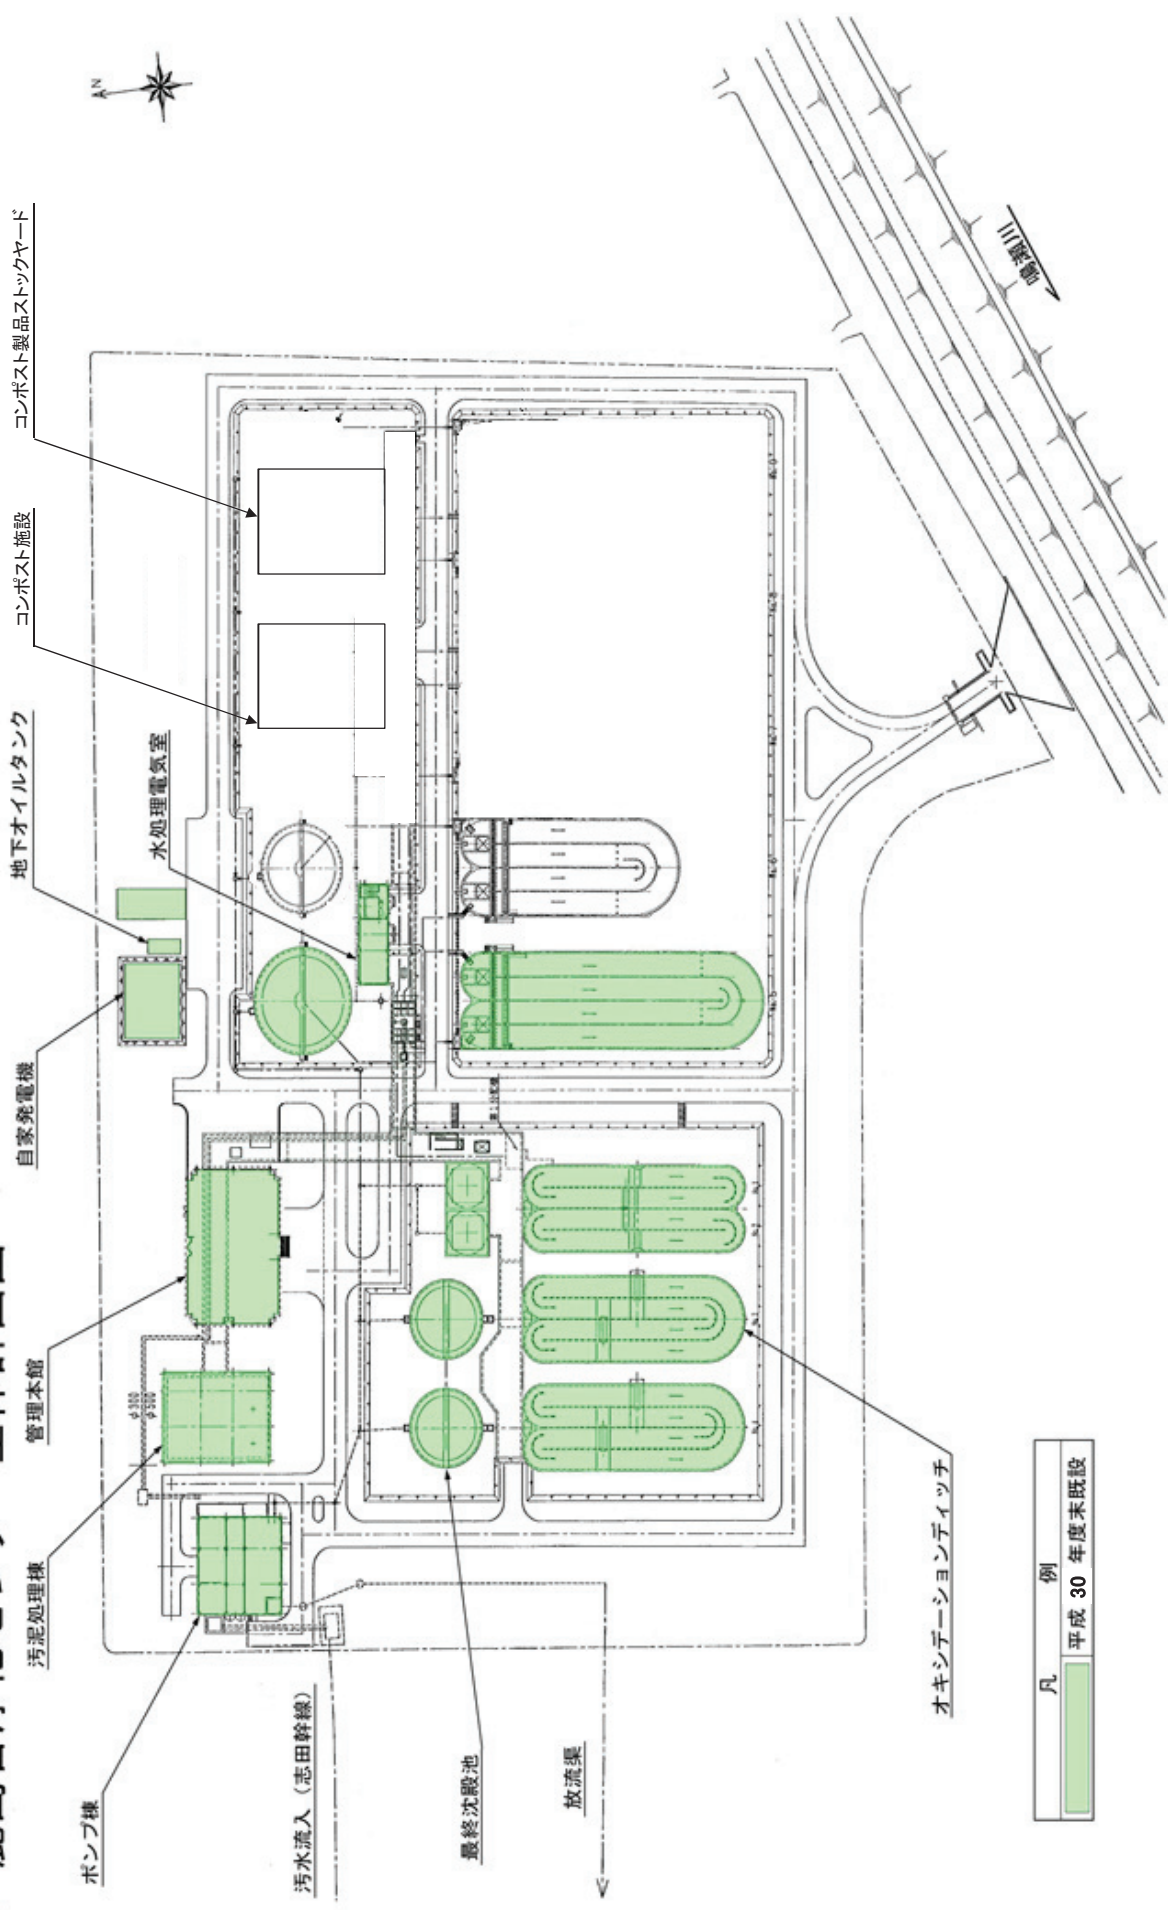 N
コンポスト製品ストックヤード
コンポスト施設
地下オイルタンク
水処理電気室
自家発電機
管理本館
汚泥処理棟
ポンプ棟
汚水流入（志田幹線）
最終沈殿池
放流渠
オキシデーションディッチ
鳴瀬川
φ300
φ500
凡 例
平成 30 年度末既設